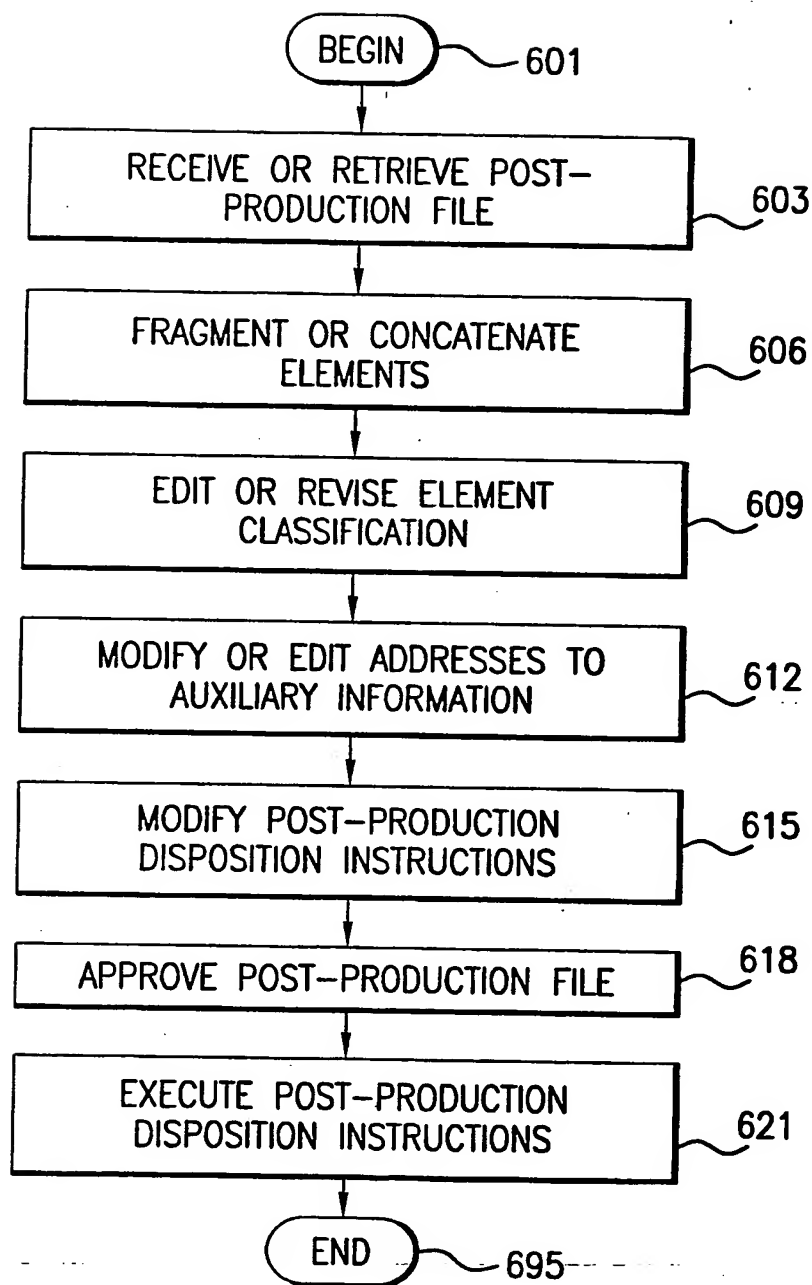 BEGIN
601
RECEIVE OR RETRIEVE POST-
PRODUCTION FILE
603
FRAGMENT OR CONCATENATE
ELEMENTS
606
EDIT OR REVISE ELEMENT
CLASSIFICATION
609
MODIFY OR EDIT ADDRESSES TO
AUXILIARY INFORMATION
612
MODIFY POST-PRODUCTION
DISPOSITION INSTRUCTIONS
615
APPROVE POST-PRODUCTION FILE
618
EXECUTE POST-PRODUCTION
DISPOSITION INSTRUCTIONS
621
END
695